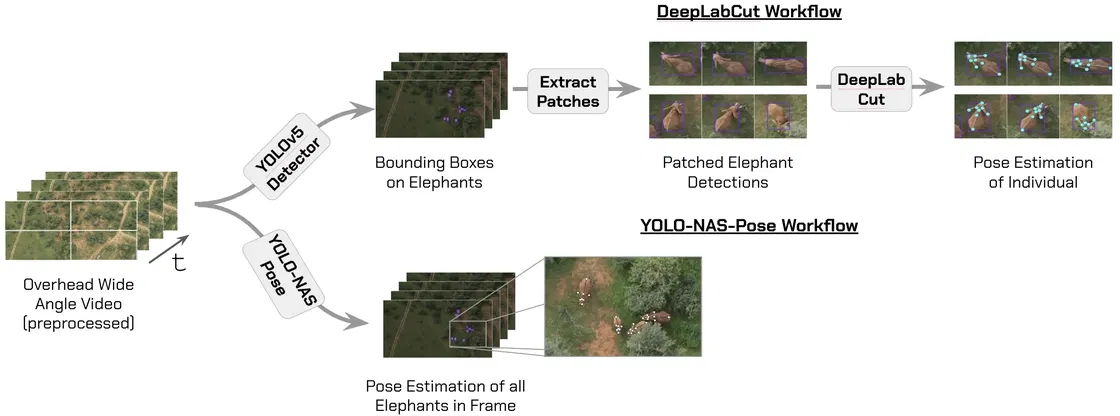 DeepLabCut Workflow
YOLOv5
Detector
Bounding Boxes
on Elephants
Extract
Patches
Patched Elephant
Detections
DeepLab
Cut
Pose Estimation
of Individual
t
Overhead Wide
Angle Video
(preprocessed)
YOLO-NAS
Pose
YOLO-NAS-Pose Workflow
Pose Estimation of all
Elephants in Frame